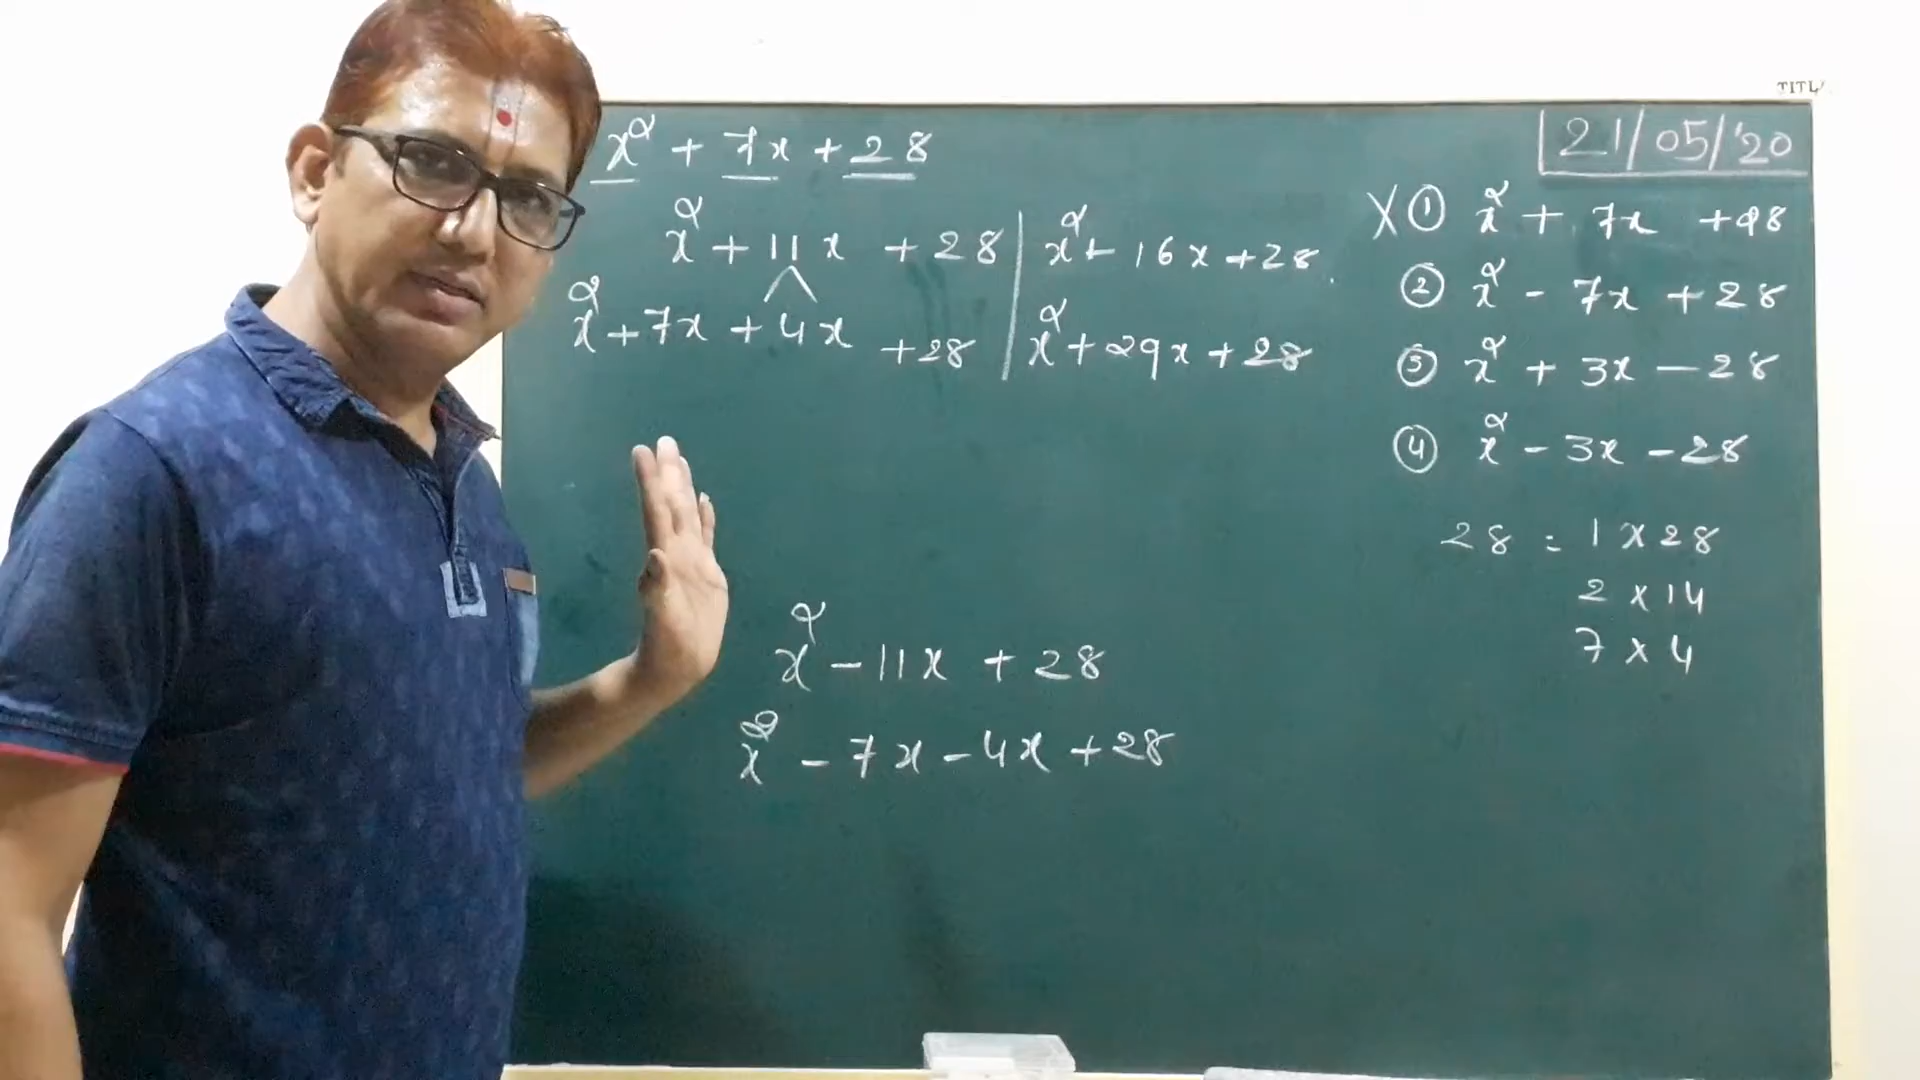 x² + 7x + 28
x² + 11x + 28
x² + 7x + 4x + 28
x² + 16x + 28
x² + 29x + 28
x² - 11x + 28
x² - 7x - 4x + 28
TITL
21/05/'20
X ① x² + 7x + 28
② x² - 7x + 28
③ x² + 3x - 28
④ x² - 3x - 28
28 = 1 x 28
2 x 14
7 x 4